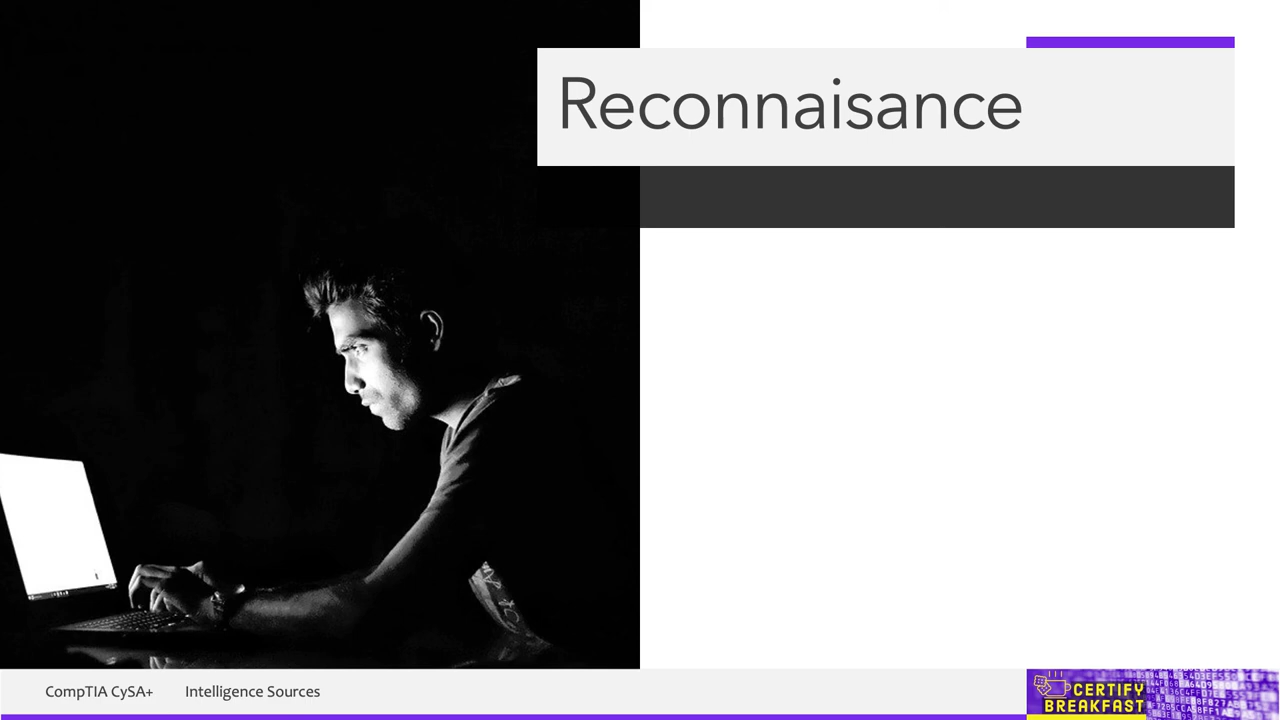 Reconnaisance
CompTIA CySA+ Intelligence Sources
CERTIFY
BREAKFAST